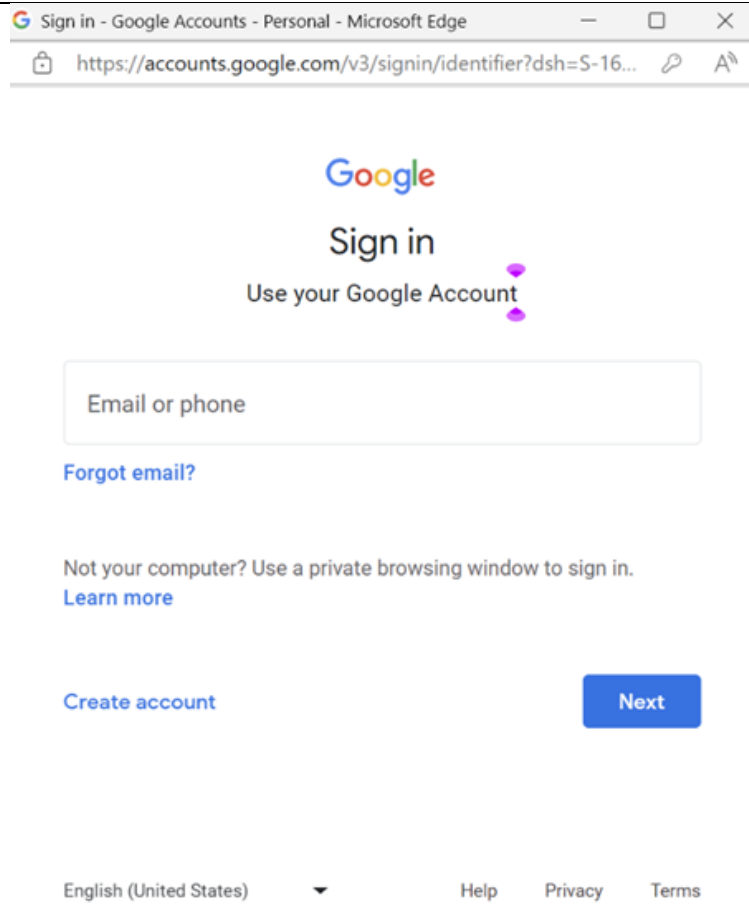 Sign in - Google Accounts - Personal - Microsoft Edge
https://accounts.google.com/v3/signin/identifier?dsh=S-16...
Google
Sign in
Use your Google Account
Email or phone
Forgot email?
Not your computer? Use a private browsing window to sign in.
Learn more
Create account Next
English (United States) Help Privacy Terms